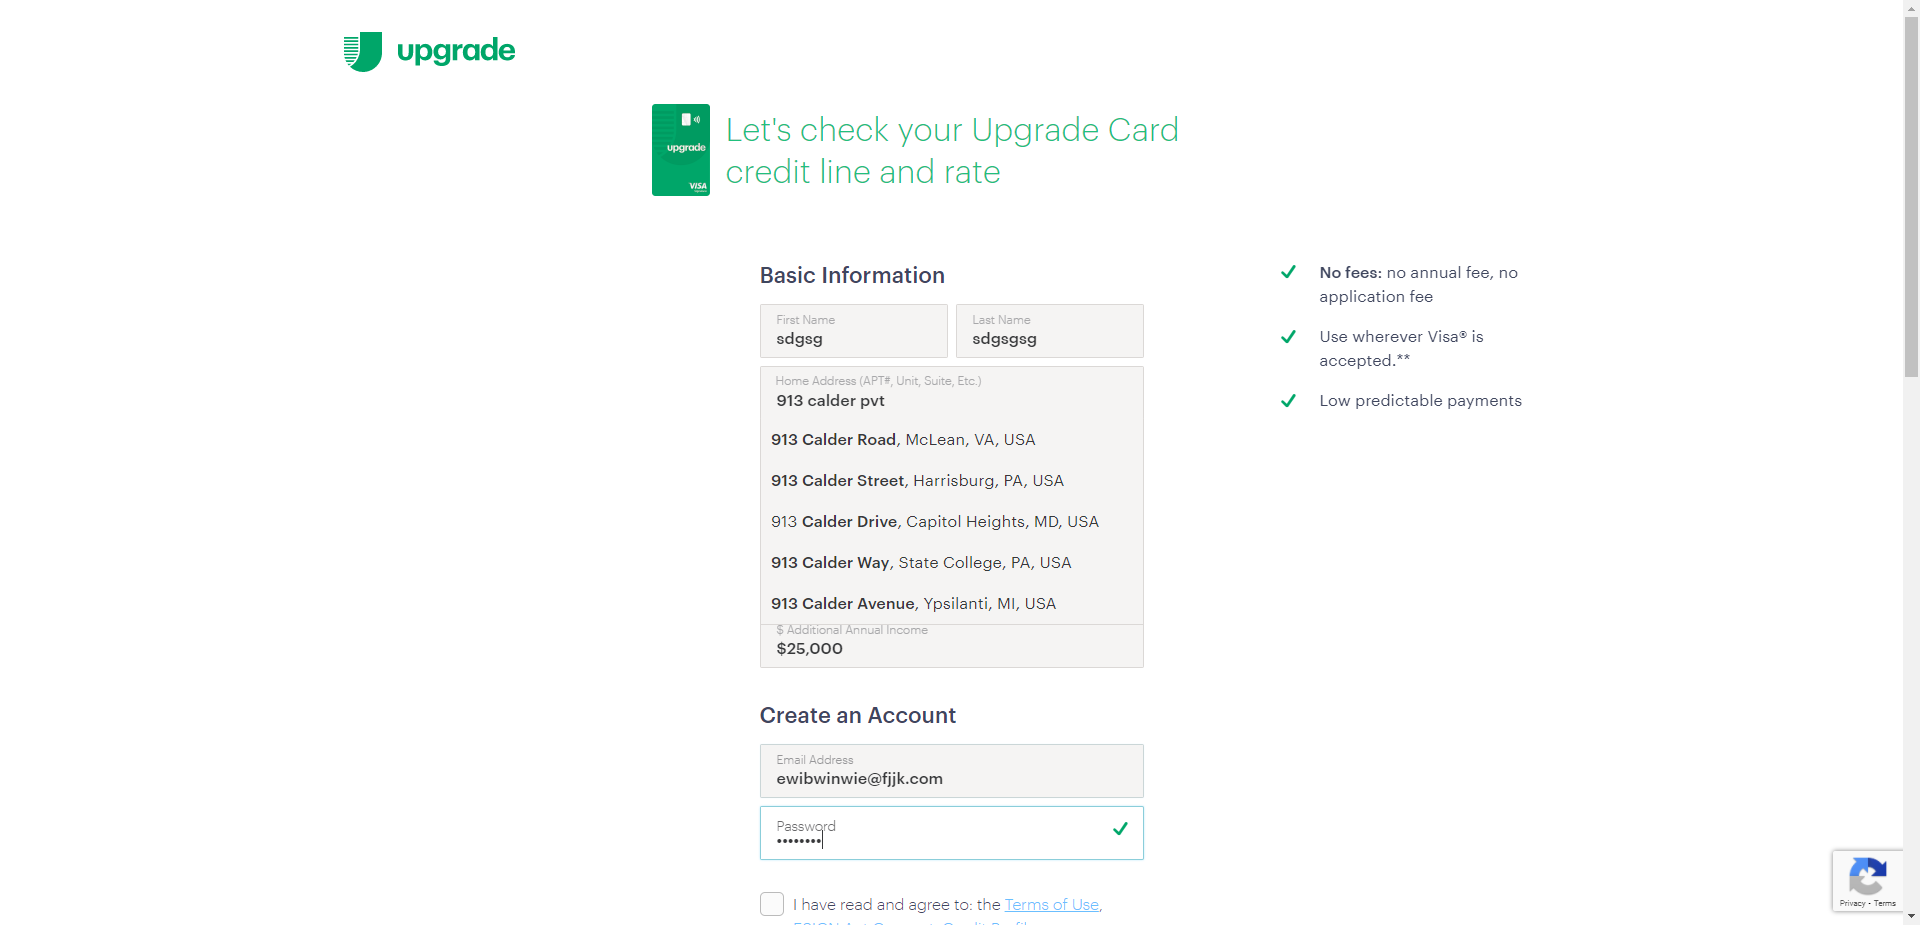 upgrade
upgrade
VISA
Let's check your Upgrade Card
credit line and rate
Basic Information
First Name
sdgsg
Last Name
sdgsgsg
Home Address (APT#, Unit, Suite, Etc.)
913 calder pvt
913 Calder Road, McLean, VA, USA
913 Calder Street, Harrisburg, PA, USA
913 Calder Drive, Capitol Heights, MD, USA
913 Calder Way, State College, PA, USA
913 Calder Avenue, Ypsilanti, MI, USA
$ Additional Annual Income
$25,000
Create an Account
Email Address
ewibwinwie@fjjk.com
Password
••••••••
I have read and agree to: the Terms of Use,
ESIGN Act Consent, Credit Profile
No fees: no annual fee, no
application fee
Use wherever Visa® is
accepted.**
Low predictable payments
Privacy - Terms